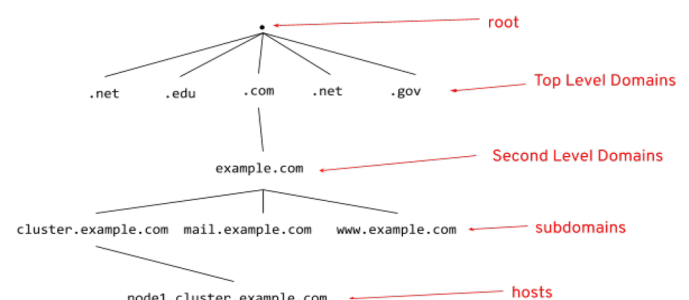 root
.net .edu .com .net .gov
Top Level Domains
example.com
Second Level Domains
cluster.example.com mail.example.com www.example.com
subdomains
node1.cluster.example.com
hosts